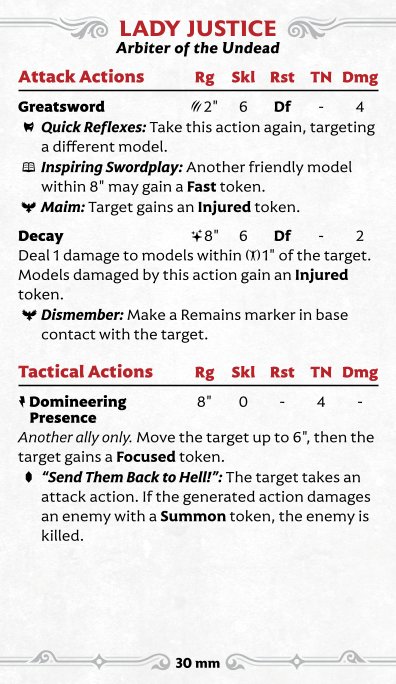 LADY JUSTICE
Arbiter of the Undead
Attack Actions Rg Skl Rst TN Dmg
Greatsword 2" 6 Df - 4
Quick Reflexes: Take this action again, targeting
a different model.
Inspiring Swordplay: Another friendly model
within 8" may gain a Fast token.
Maim: Target gains an Injured token.
Decay 8" 6 Df - 2
Deal 1 damage to models within 1" of the target.
Models damaged by this action gain an Injured
token.
Dismember: Make a Remains marker in base
contact with the target.
Tactical Actions Rg Skl Rst TN Dmg
Domineering 8" 0 - 4 -
Presence
Another ally only. Move the target up to 6", then the
target gains a Focused token.
“Send Them Back to Hell!”: The target takes an
attack action. If the generated action damages
an enemy with a Summon token, the enemy is
killed.
30 mm